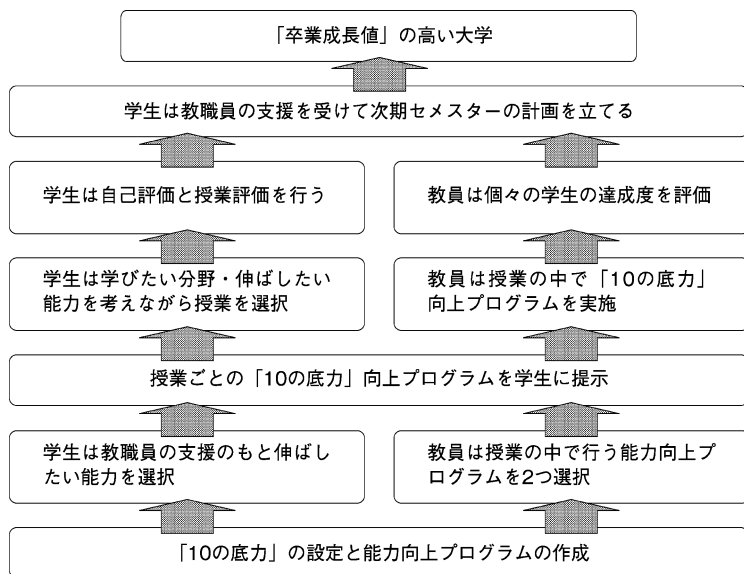 「卒業成長値」の高い大学
学生は教職員の支援を受けて次期セメスターの計画を立てる
学生は自己評価と授業評価を行う
教員は個々の学生の達成度を評価
学生は学びたい分野・伸ばしたい
能力を考えながら授業を選択
教員は授業の中で「10の底力」
向上プログラムを実施
授業ごとの「10の底力」向上プログラムを学生に提示
学生は教職員の支援のもと伸ばし
たい能力を選択
教員は授業の中で行う能力向上プ
ログラムを2つ選択
「10の底力」の設定と能力向上プログラムの作成